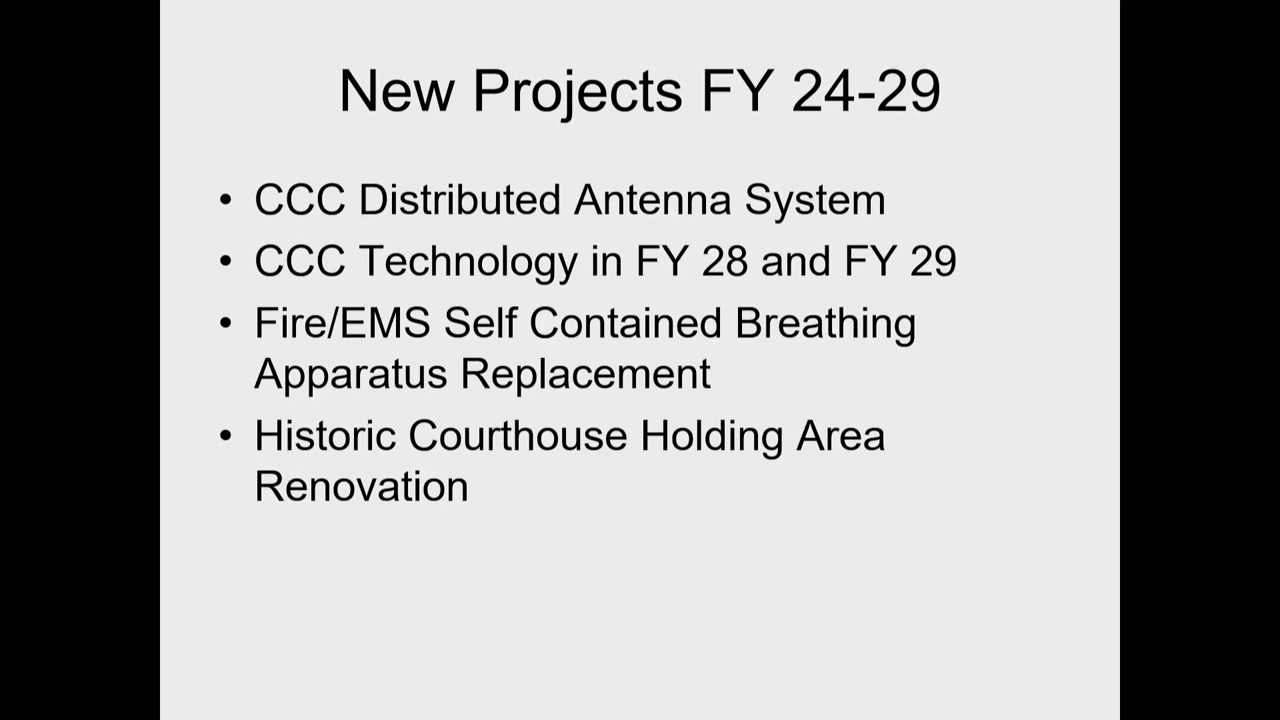 New Projects FY 24-29
• CCC Distributed Antenna System
• CCC Technology in FY 28 and FY 29
• Fire/EMS Self Contained Breathing
Apparatus Replacement
• Historic Courthouse Holding Area
Renovation